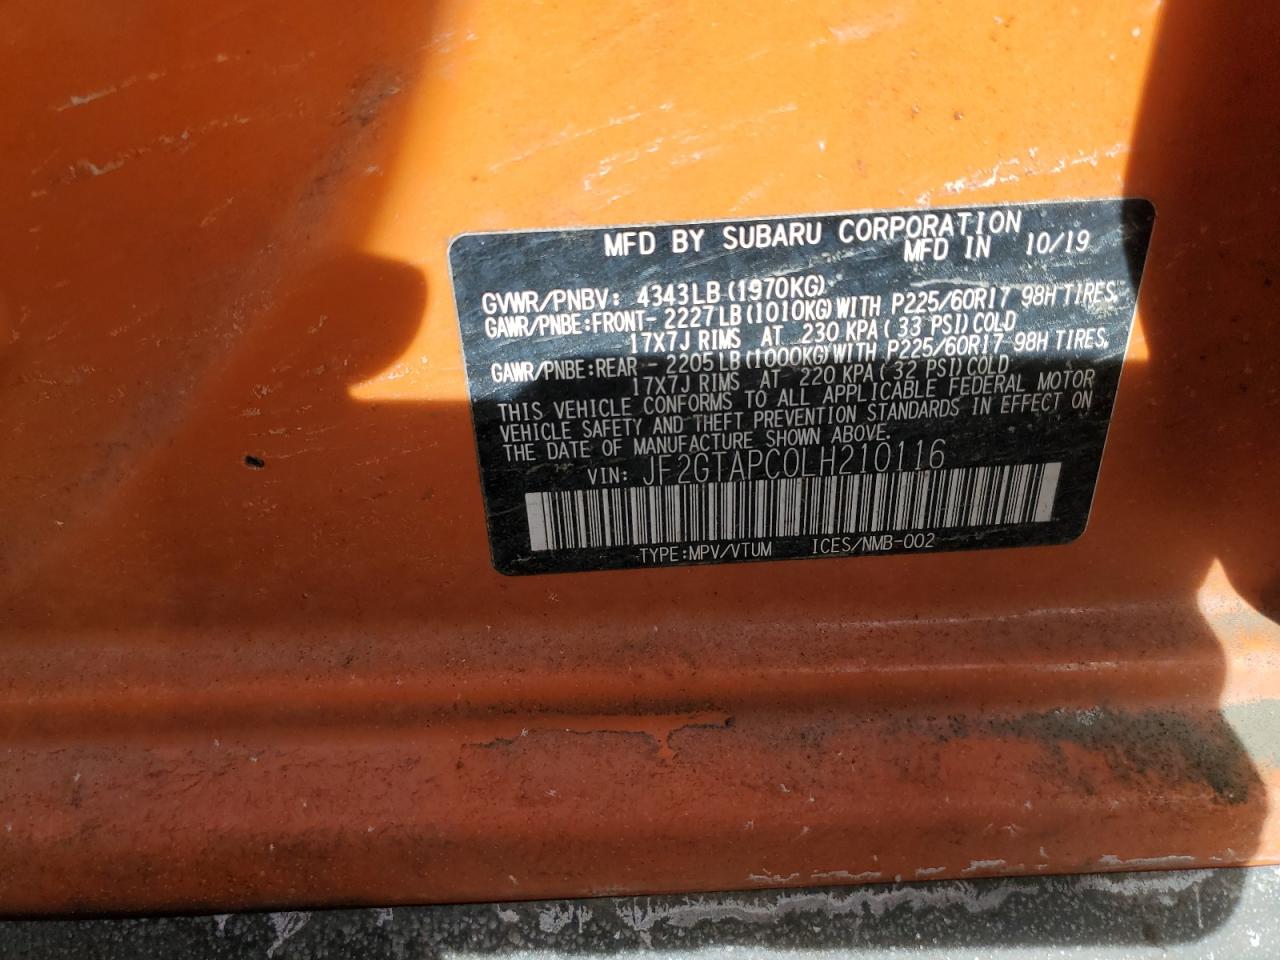 MFD BY SUBARU CORPORATION
MFD IN 10/19
GVWR/PNBV: 4343LB(1970KG)
GAWR/PNBE:FRONT- 2227LB(1010KG)WITH P225/60R17 98H TIRES,
17X7J RIMS AT 230 KPA(33 PSI)COLD
GAWR/PNBE:REAR - 2205LB(1000KG)WITH P225/60R17 98H TIRES,
17X7J RIMS AT 220 KPA(32 PSI)COLD
THIS VEHICLE CONFORMS TO ALL APPLICABLE FEDERAL MOTOR
VEHICLE SAFETY AND THEFT PREVENTION STANDARDS IN EFFECT ON
THE DATE OF MANUFACTURE SHOWN ABOVE.
VIN: JF2GTAPC0LH210116
TYPE:MPV/VTUM ICES/NMB-002